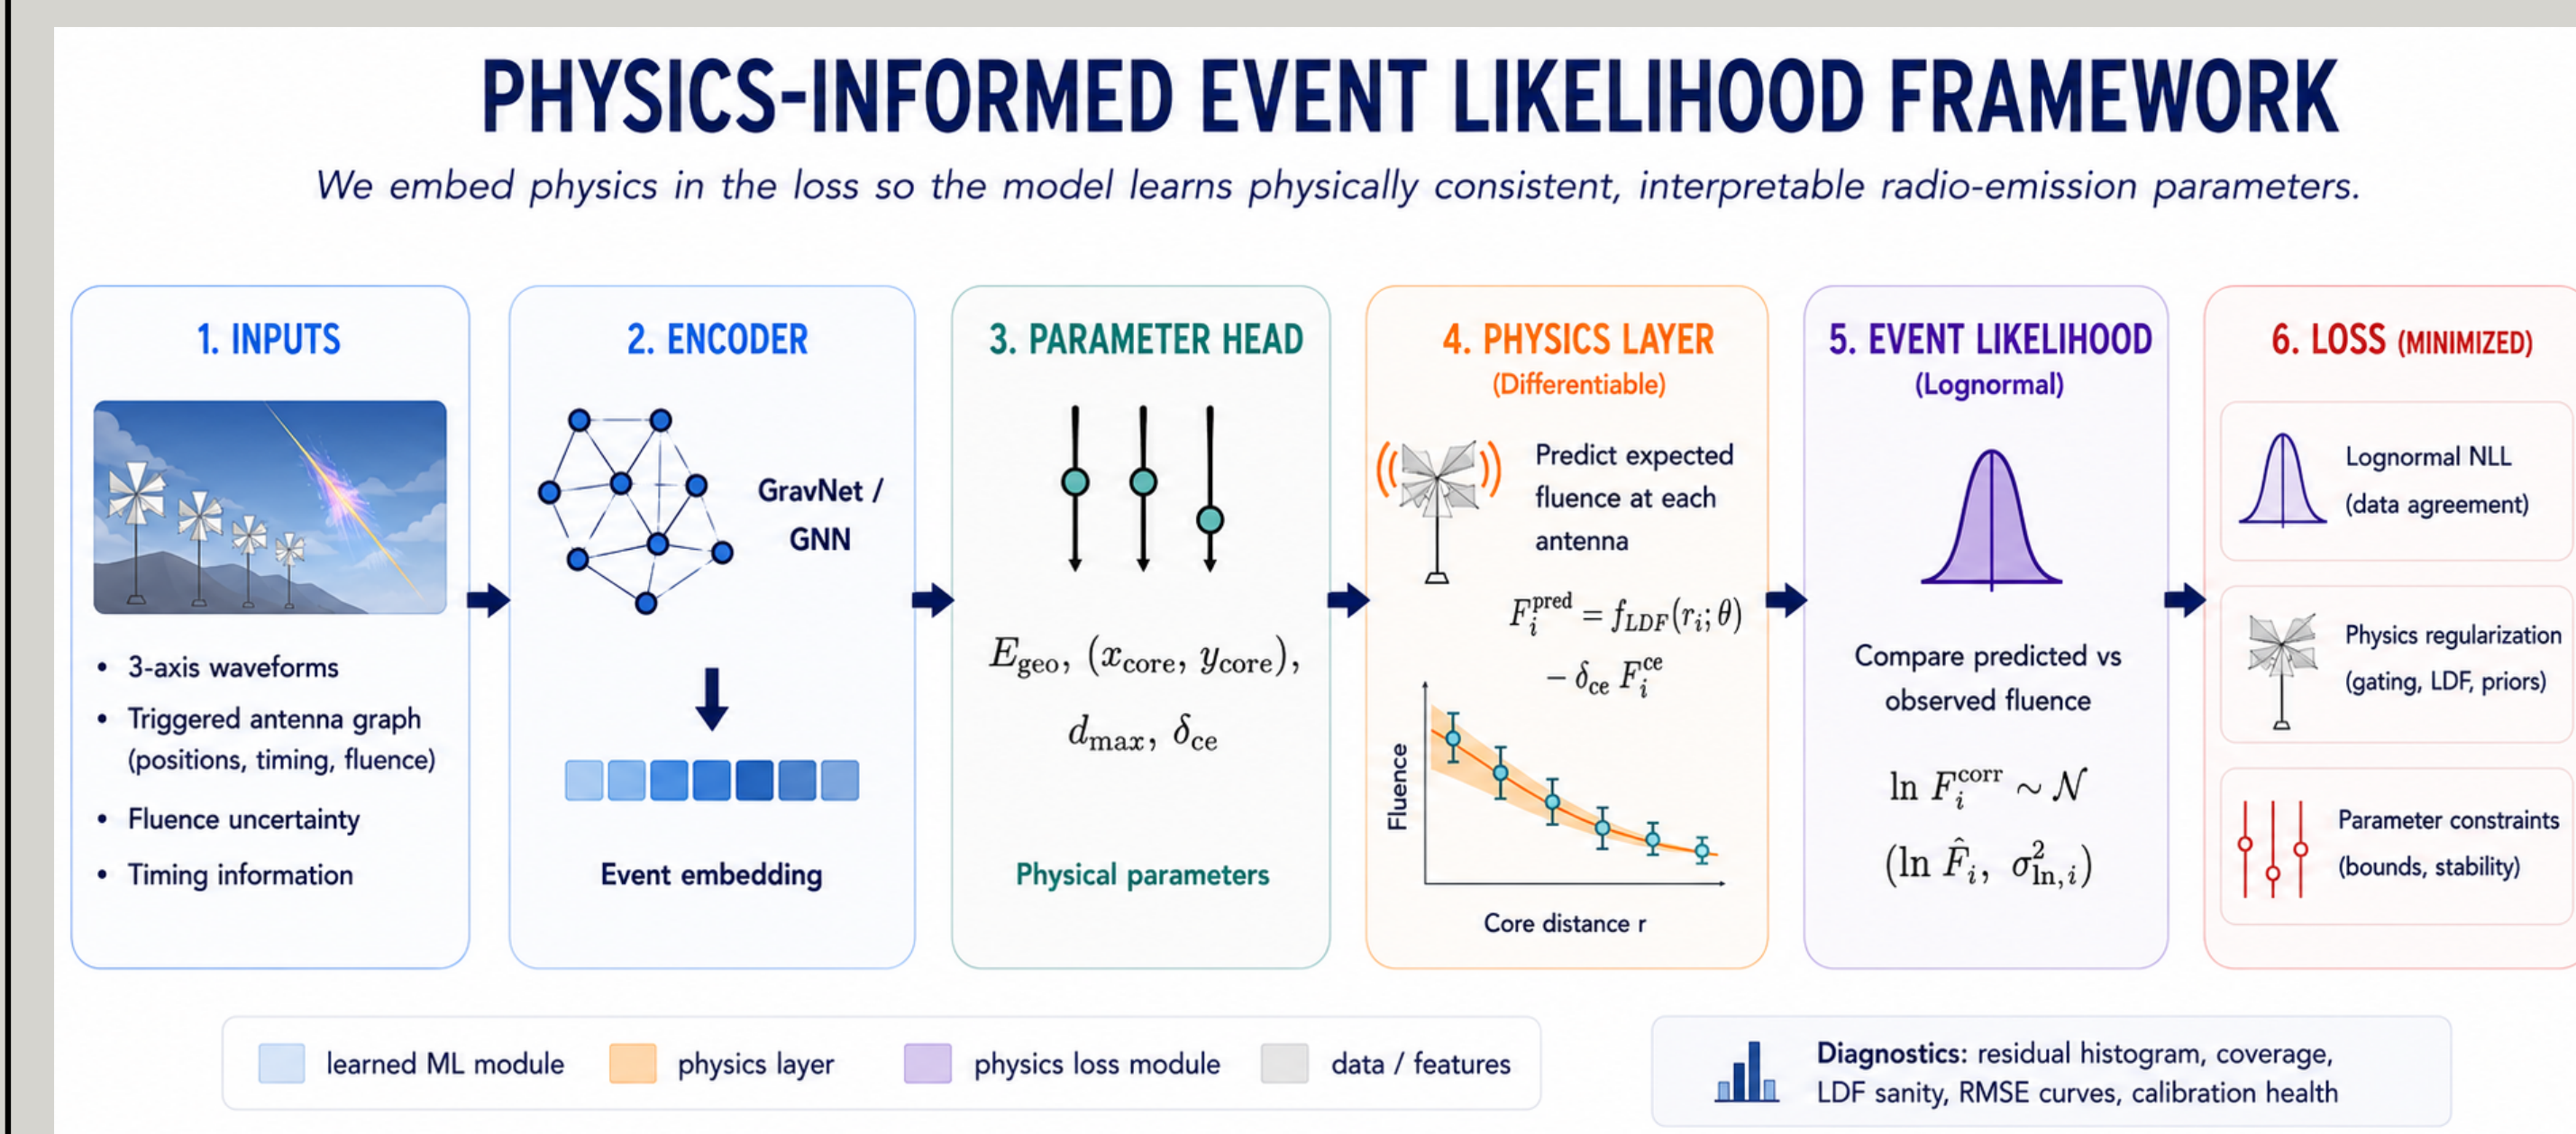 PHYSICS-INFORMED EVENT LIKELIHOOD FRAMEWORK
We embed physics in the loss so the model learns physically consistent, interpretable radio-emission parameters.
1. INPUTS
• 3-axis waveforms
• Triggered antenna graph
(positions, timing, fluence)
• Fluence uncertainty
• Timing information
2. ENCODER
GravNet /
GNN
Event embedding
3. PARAMETER HEAD
E_geo, (x_core, y_core),
d_max, δ_ce
Physical parameters
4. PHYSICS LAYER
(Differentiable)
Predict expected
fluence at each
antenna
F_i^pred = f_LDF(r_i; θ)
− δ_ce F_i^ce
Fluence
Core distance r
5. EVENT LIKELIHOOD
(Lognormal)
Compare predicted vs
observed fluence
ln F_i^corr ~ 𝒩
(ln F̂_i, σ²_ln,i)
6. LOSS (MINIMIZED)
Lognormal NLL
(data agreement)
Physics regularization
(gating, LDF, priors)
Parameter constraints
(bounds, stability)
learned ML module
physics layer
physics loss module
data / features
Diagnostics: residual histogram, coverage,
LDF sanity, RMSE curves, calibration health